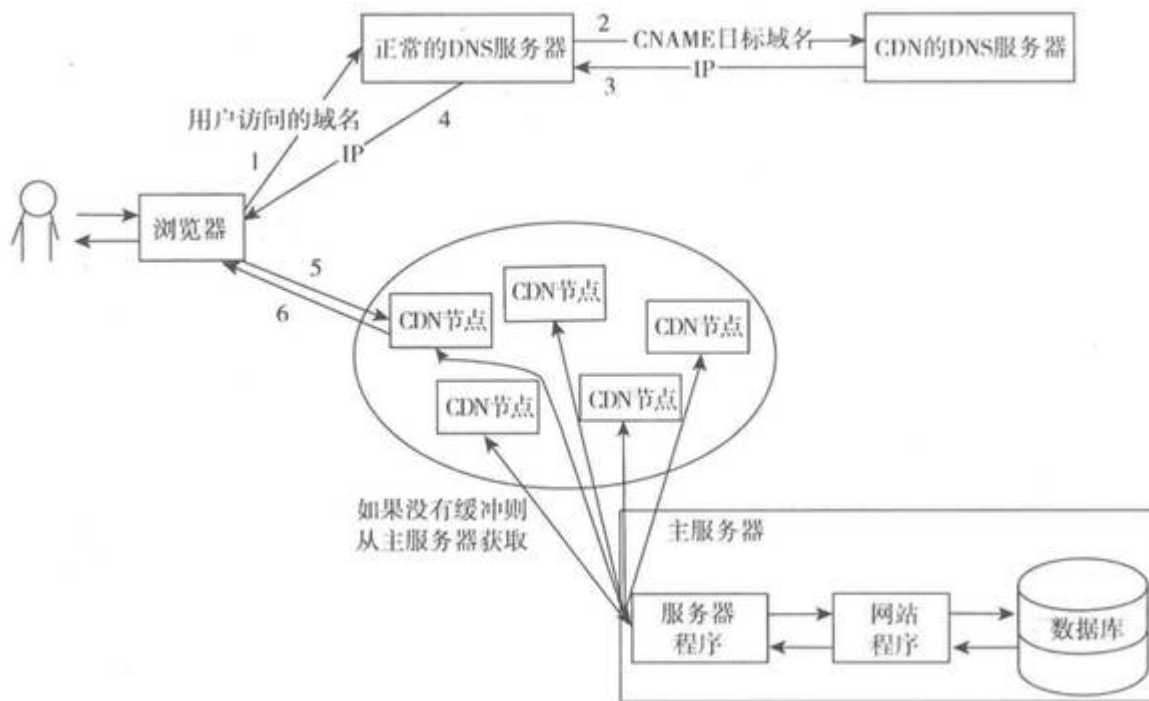 正常的DNS服务器
2
CNAME目标域名
CDN的DNS服务器
IP
3
用户访问的域名
4
1
IP
浏览器
5
6
CDN节点
CDN节点
CDN节点
CDN节点
CDN节点
如果没有缓冲则
从主服务器获取
主服务器
服务器
程序
网站
程序
数据库